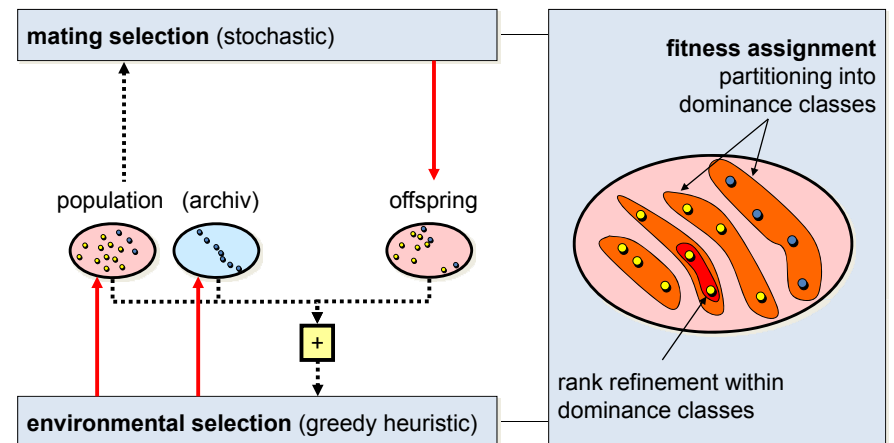 mating selection (stochastic)
fitness assignment
partitioning into
dominance classes
population
(archiv)
offspring
+
rank refinement within
dominance classes
environmental selection (greedy heuristic)